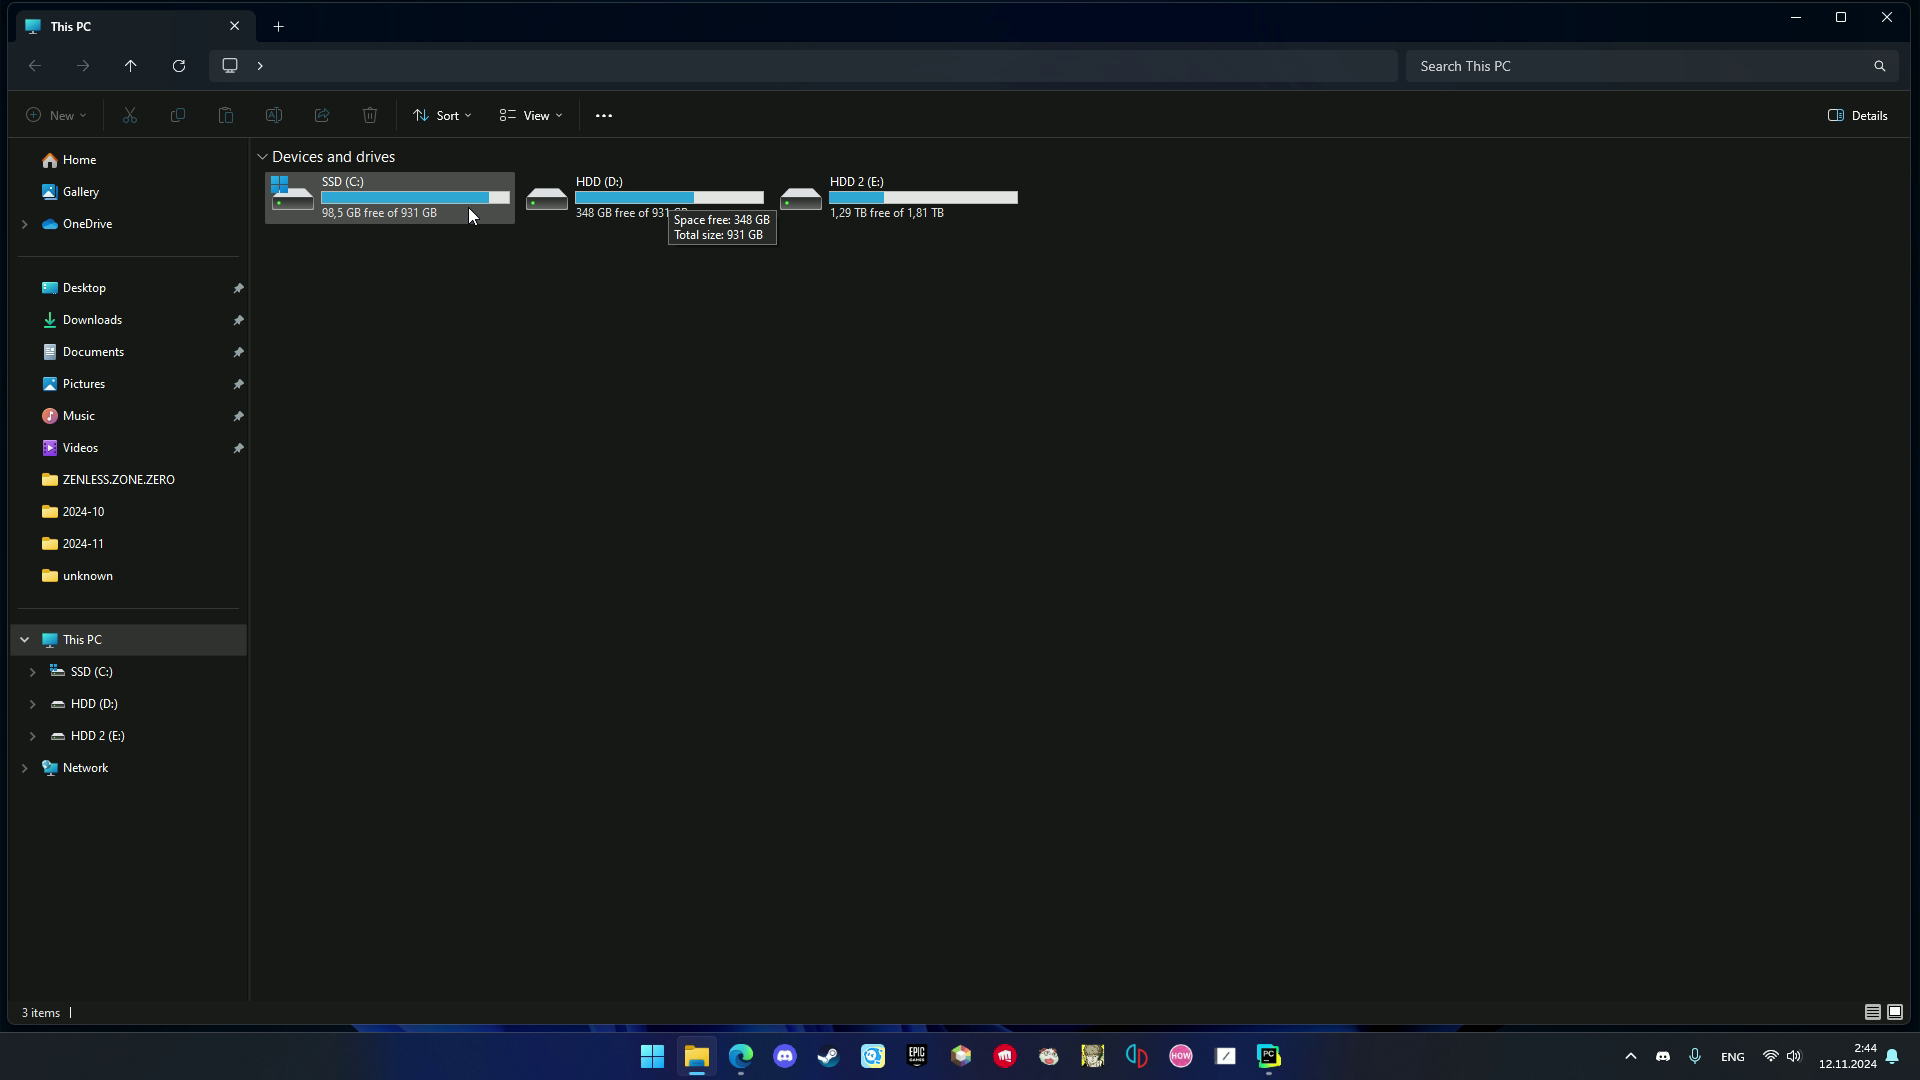 This PC
Search This PC
New
Sort
View
Details
Home
Gallery
OneDrive
Desktop
Downloads
Documents
Pictures
Music
Videos
ZENLESS.ZONE.ZERO
2024-10
2024-11
unknown
This PC
SSD (C:)
HDD (D:)
HDD 2 (E:)
Network
Devices and drives
SSD (C:)
98,5 GB free of 931 GB
HDD (D:)
348 GB free of 931
Space free: 348 GB
Total size: 931 GB
HDD 2 (E:)
1,29 TB free of 1,81 TB
3 items
EPIC
GAMES
HOW
PC
ENG
2:44
12.11.2024